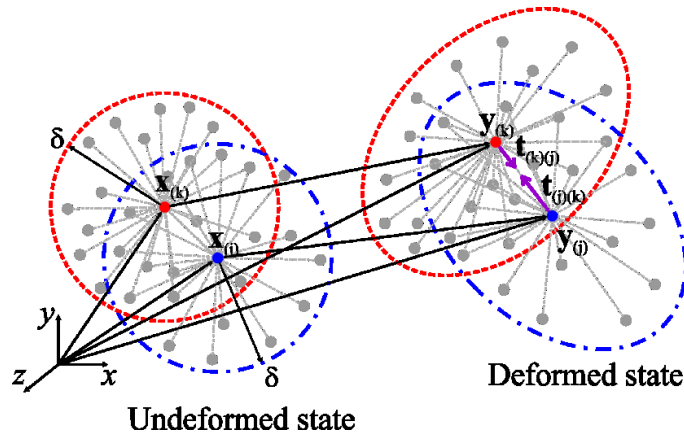 y(k)
t(k)(j)
δ
x(k)
t(j)(k)
x(j)
y(j)
y
z
x
δ
Deformed state
Undeformed state